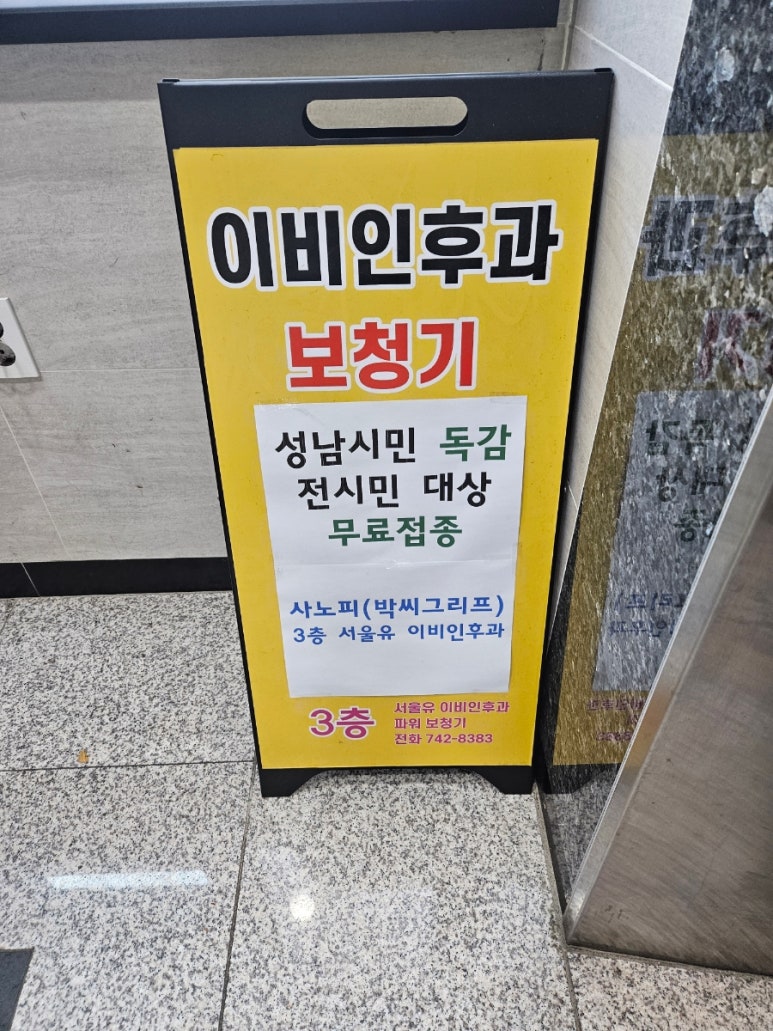 이비인후과
보청기
성남시민 독감
전시민 대상
무료접종
사노피(박씨그리프)
3층 서울유 이비인후과
3층
서울유 이비인후과
파워 보청기
전화 742-8383